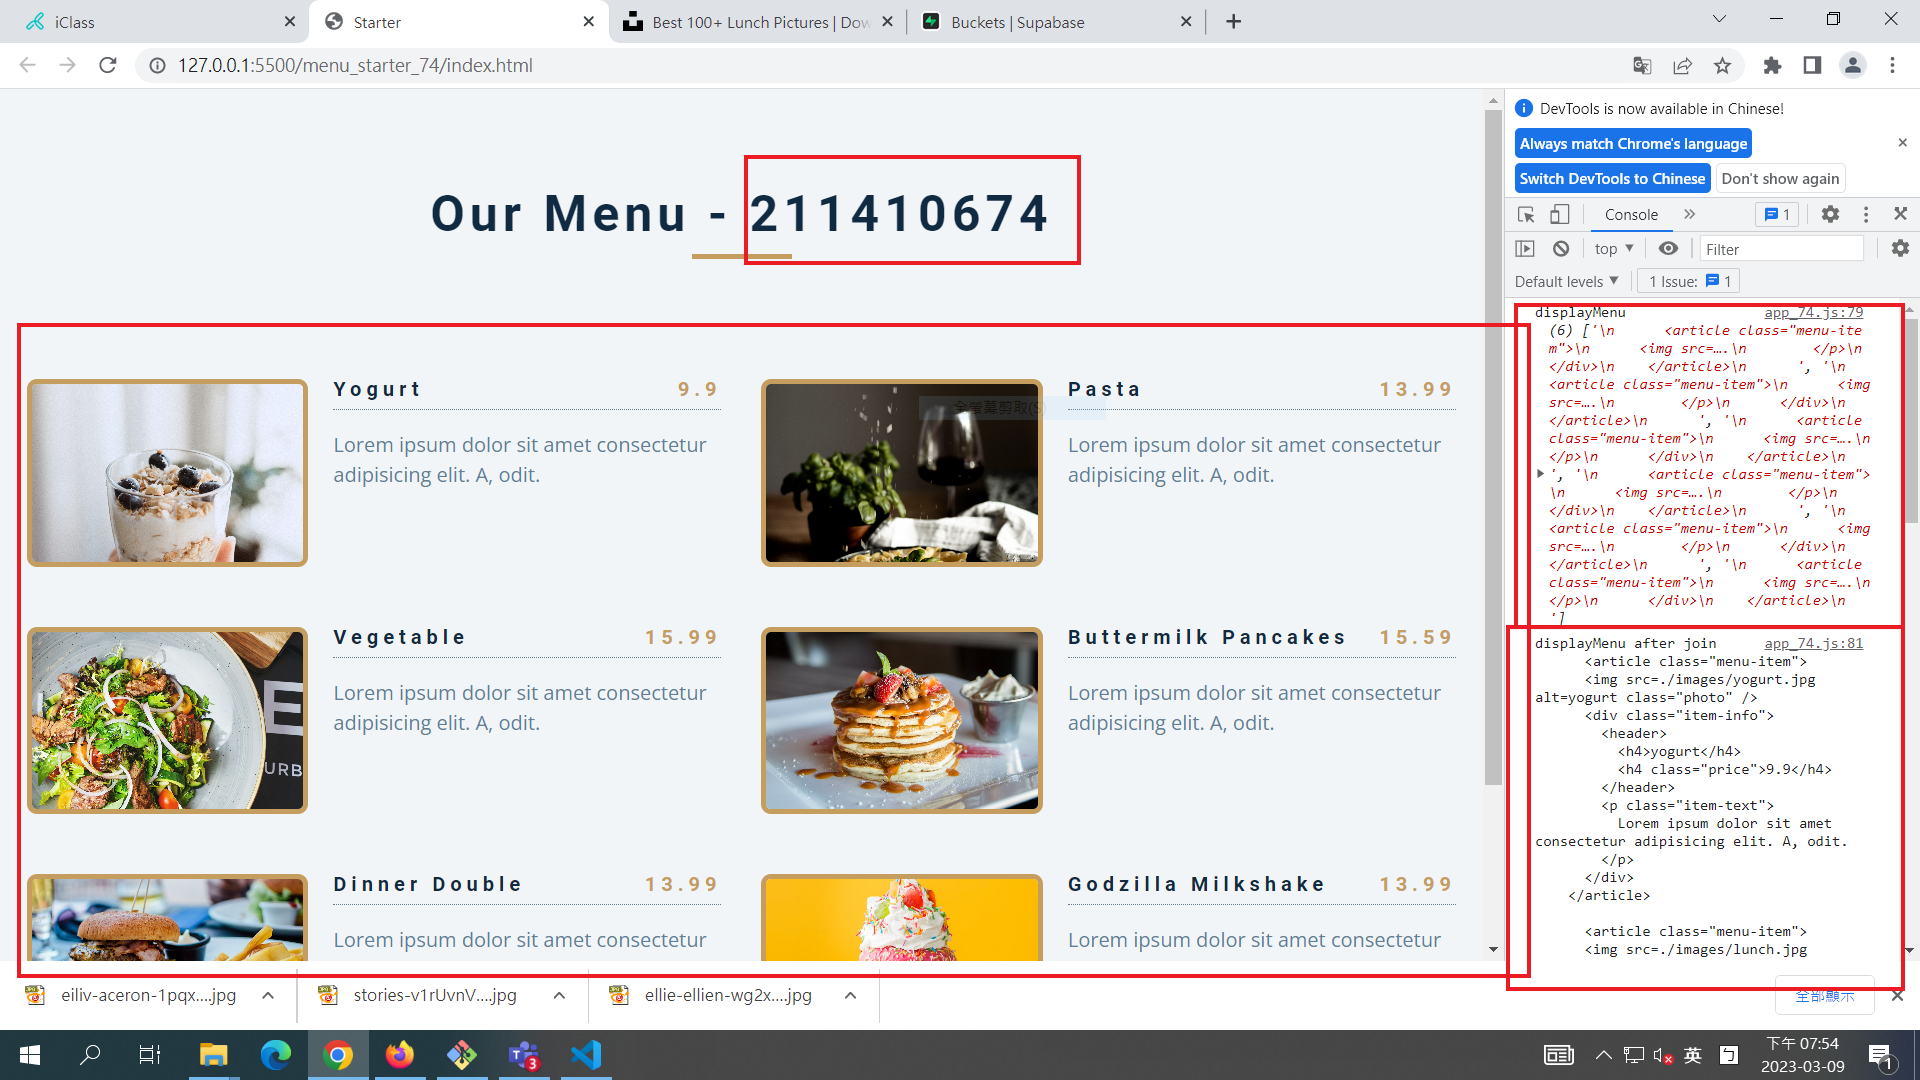 iClass
Starter
Best 100+ Lunch Pictures | Dow
Buckets | Supabase
127.0.0.1:5500/menu_starter_74/index.html
Our Menu - 211410674
Yogurt 9.9
Lorem ipsum dolor sit amet consectetur
adipisicing elit. A, odit.
Pasta 13.99
Lorem ipsum dolor sit amet consectetur
adipisicing elit. A, odit.
全螢幕剪取(S)
Vegetable 15.99
Lorem ipsum dolor sit amet consectetur
adipisicing elit. A, odit.
URB
Buttermilk Pancakes 15.59
Lorem ipsum dolor sit amet consectetur
adipisicing elit. A, odit.
Dinner Double 13.99
Lorem ipsum dolor sit amet consectetur
Godzilla Milkshake 13.99
Lorem ipsum dolor sit amet consectetur
DevTools is now available in Chinese!
Always match Chrome's language
Switch DevTools to Chinese Don't show again
Console » 1
top Filter
Default levels 1 Issue: 1
displayMenu app_74.js:79
(6) ['\n <article class="menu-ite
m">\n <img src=….\n </p>\n
</div>\n </article>\n ', '\n
<article class="menu-item">\n <img
src=….\n </p>\n </div>\n
</article>\n ', '\n <article
class="menu-item">\n <img src=….\n
</p>\n </div>\n </article>\n
', '\n <article class="menu-item">
\n <img src=….\n </p>\n
</div>\n </article>\n ', '\n
<article class="menu-item">\n <img
src=….\n </p>\n </div>\n
</article>\n ', '\n <article
class="menu-item">\n <img src=….\n
</p>\n </div>\n </article>\n
']
displayMenu after join app_74.js:81
<article class="menu-item">
<img src=./images/yogurt.jpg
alt=yogurt class="photo" />
<div class="item-info">
<header>
<h4>yogurt</h4>
<h4 class="price">9.9</h4>
</header>
<p class="item-text">
Lorem ipsum dolor sit amet
consectetur adipisicing elit. A, odit.
</p>
</div>
</article>
<article class="menu-item">
<img src=./images/lunch.jpg
eiliv-aceron-1pqx....jpg
stories-v1rUvnV....jpg
ellie-ellien-wg2x....jpg
全部顯示
3
英
ㄅ
下午 07:54
2023-03-09
1